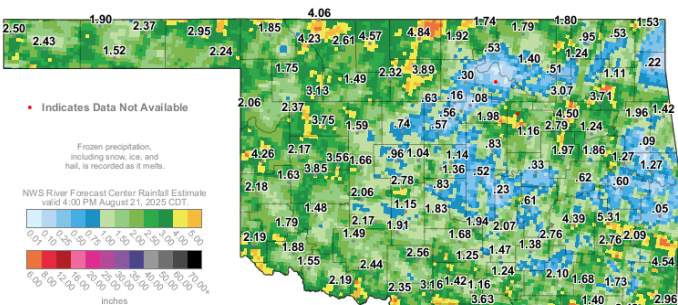 4.06
2.50 1.90 2.37 2.95 1.85 4.57 4.84 1.74 1.79 1.80 1.53
2.43 4.23 2.61 1.92 .95 .53
1.52 2.24 .53 1.40 1.24 .22
1.75 1.49 2.32 3.89 .30 .51 1.11
3.13 3.07 3.71
2.06 2.37 .63 .16 .08
3.75 1.59 .74 .57 .56 1.98 4.50 1.96 1.42
1.16 2.79 1.24
4.26 2.17 3.56 1.66 .96 1.04 1.14 .83 1.97 1.86 1.27 .09
2.18 1.63 3.85 1.36 .52 .33 1.27
2.06 2.78 .83 .23 .62 .60
1.48 1.15 1.83 .61 .05
1.79 2.17 1.91 1.94 2.07 4.39 5.31
2.19 1.49 1.68 2.76 2.76 2.09
1.88 2.56 1.25 1.47 1.38
1.55 2.44 1.24 2.10 4.54
2.19 2.35 3.16 1.42 1.16 1.68 1.73
3.63 1.40 2.96
• Indicates Data Not Available
Frozen precipitation,
including snow, ice, and
hail, is recorded as it melts.
NWS River Forecast Center Rainfall Estimate
valid 4:00 PM August 21, 2025 CDT.
0.01 0.10 0.25 0.50 0.75 1.00 1.50 2.00 2.50 3.00 4.00 5.00
6.00 8.00 12.00 16.00 20.00 25.00 30.00 35.00 40.00 50.00 60.00 70.00+
inches